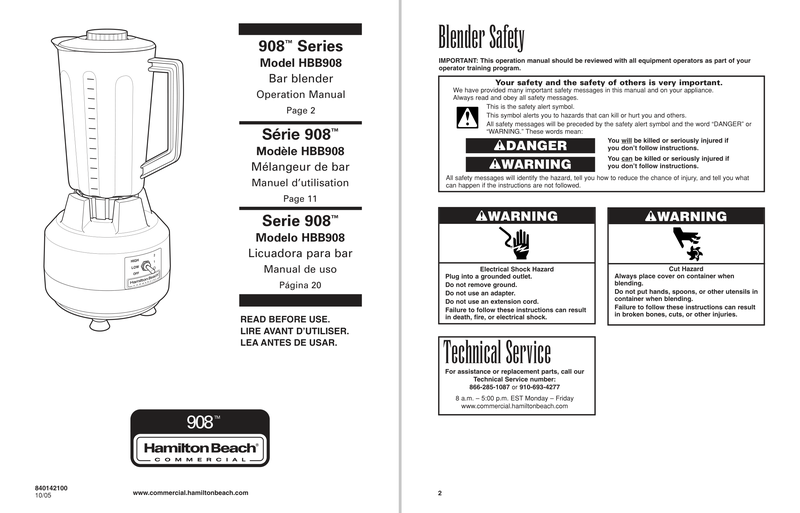 HIGH
LOW
OFF
Hamilton Beach
908™ Series
Model HBB908
Bar blender
Operation Manual
Page 2
Série 908™
Modèle HBB908
Mélangeur de bar
Manuel d'utilisation
Page 11
Serie 908™
Modelo HBB908
Licuadora para bar
Manual de uso
Página 20
READ BEFORE USE.
LIRE AVANT D'UTILISER.
LEA ANTES DE USAR.
908™
Hamilton Beach®
COMMERCIAL
840142100
10/05
www.commercial.hamiltonbeach.com
Blender Safety
IMPORTANT: This operation manual should be reviewed with all equipment operators as part of your
operator training program.
Your safety and the safety of others is very important.
We have provided many important safety messages in this manual and on your appliance.
Always read and obey all safety messages.
This is the safety alert symbol.
This symbol alerts you to hazards that can kill or hurt you and others.
All safety messages will be preceded by the safety alert symbol and the word “DANGER” or
“WARNING.” These words mean:
DANGER
You will be killed or seriously injured if
you don't follow instructions.
WARNING
You can be killed or seriously injured if
you don't follow instructions.
All safety messages will identify the hazard, tell you how to reduce the chance of injury, and tell you what
can happen if the instructions are not followed.
WARNING
Electrical Shock Hazard
Plug into a grounded outlet.
Do not remove ground.
Do not use an adapter.
Do not use an extension cord.
Failure to follow these instructions can result
in death, fire, or electrical shock.
WARNING
Cut Hazard
Always place cover on container when
blending.
Do not put hands, spoons, or other utensils in
container when blending.
Failure to follow these instructions can result
in broken bones, cuts, or other injuries.
Technical Service
For assistance or replacement parts, call our
Technical Service number:
866-285-1087 or 910-693-4277
8 a.m. – 5:00 p.m. EST Monday – Friday
www.commercial.hamiltonbeach.com
2